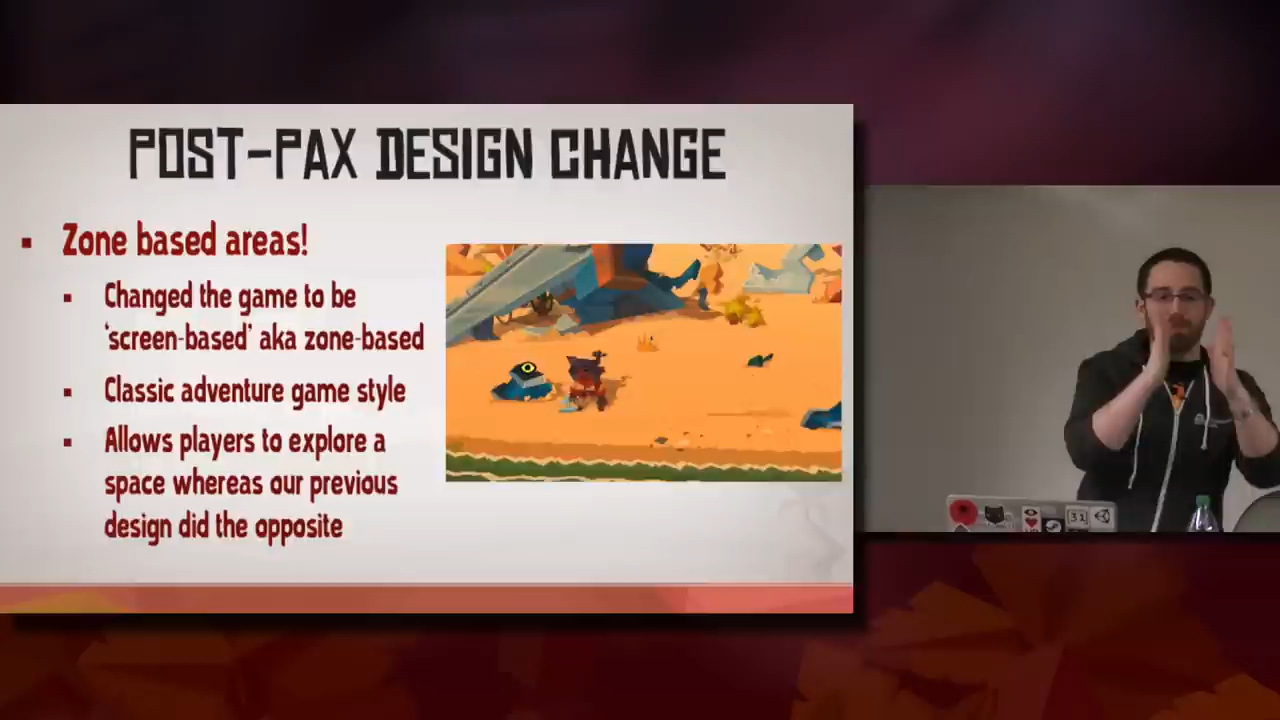 POST-PAX DESIGN CHANGE
Zone based areas!
Changed the game to be
'screen-based' aka zone-based
Classic adventure game style
Allows players to explore a
space whereas our previous
design did the opposite
31